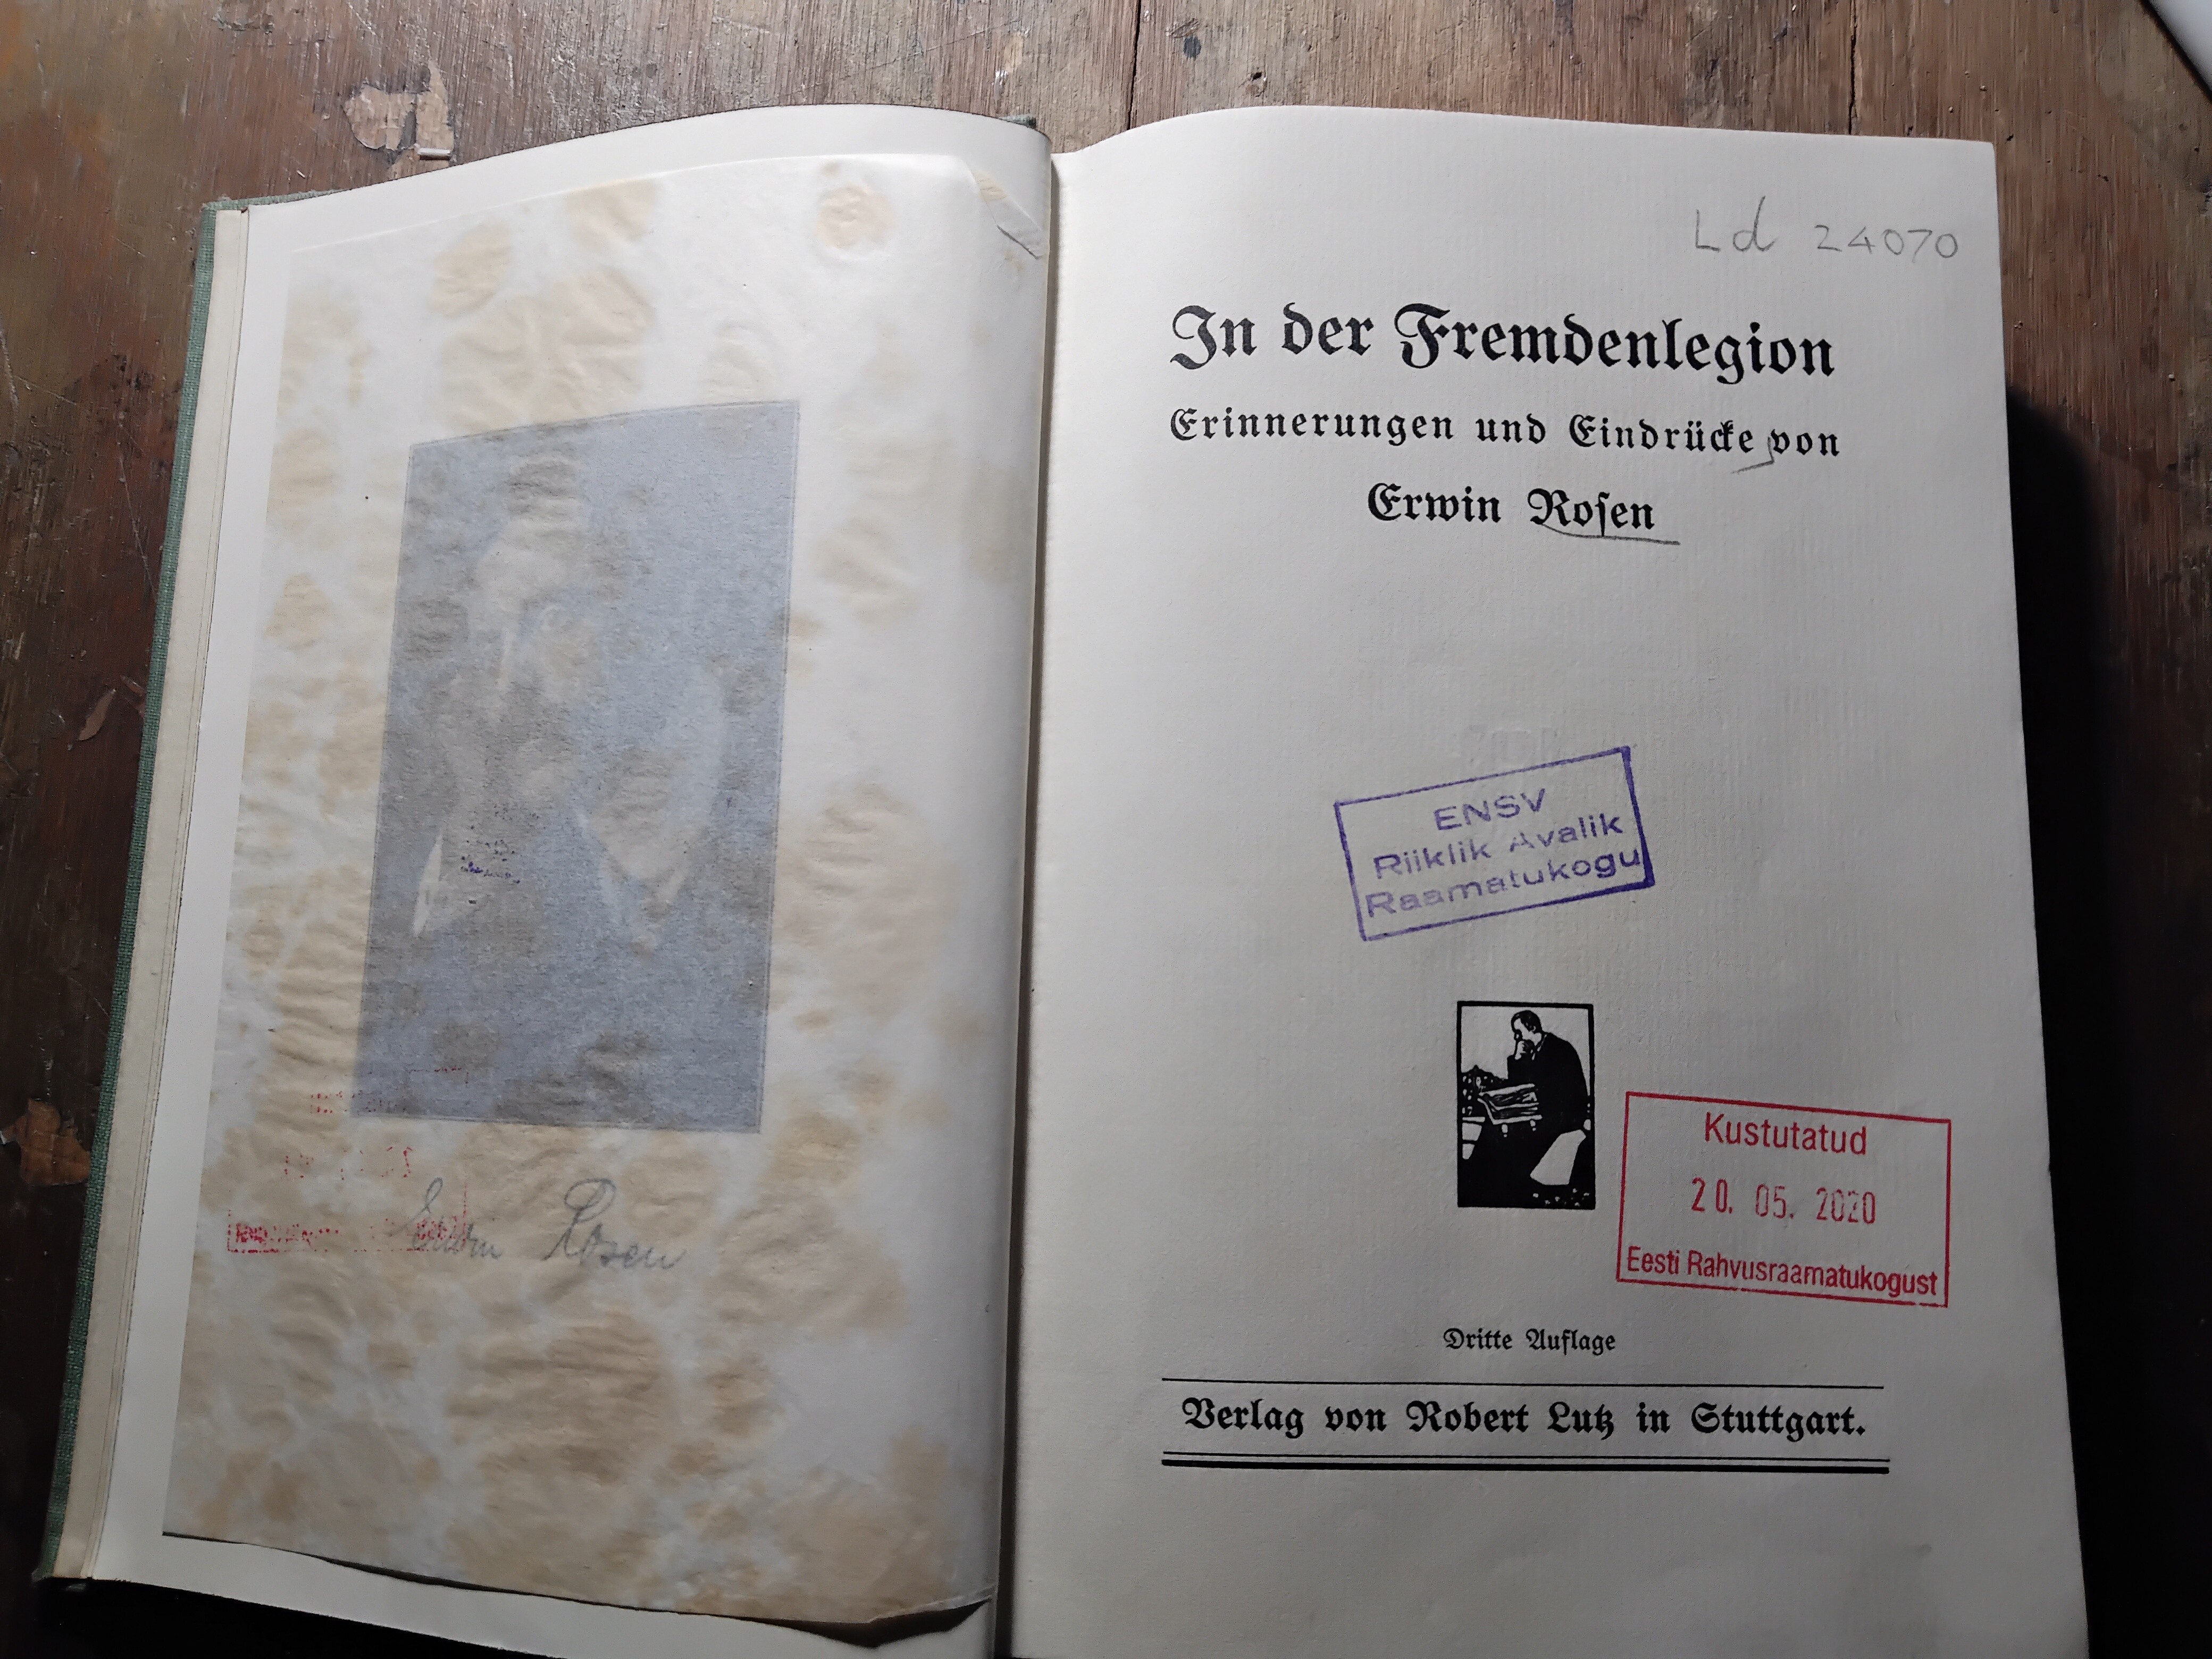 Erwin Rosen
Ld 24070
In der Fremdenlegion
Erinnerungen und Eindrücke von
Erwin Roſen
ENSV
Riiklik Avalik
Raamatukogu
Kustutatud
20. 05. 2020
Eesti Rahvusraamatukogust
Dritte Auflage
Verlag von Robert Lutz in Stuttgart.